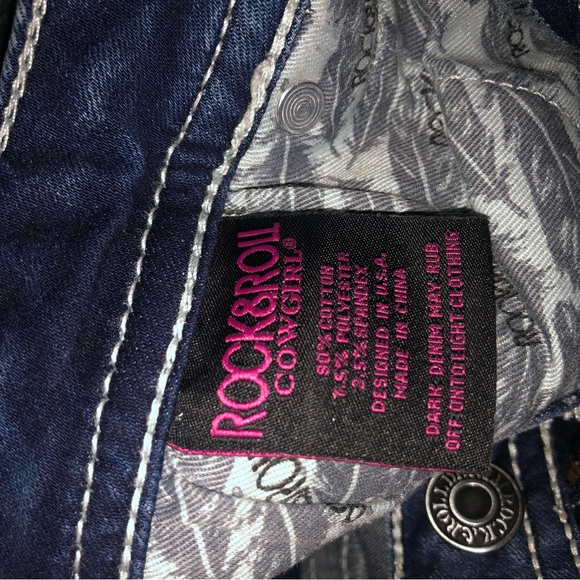 ROCK&ROLL
COWGIRL®
90% COTTON
7.5% POLYESTER
2.5% SPANDEX
DESIGNED IN U.S.A.
MADE IN CHINA
DARK DENIM MAY RUB
OFF ONTO LIGHT CLOTHING